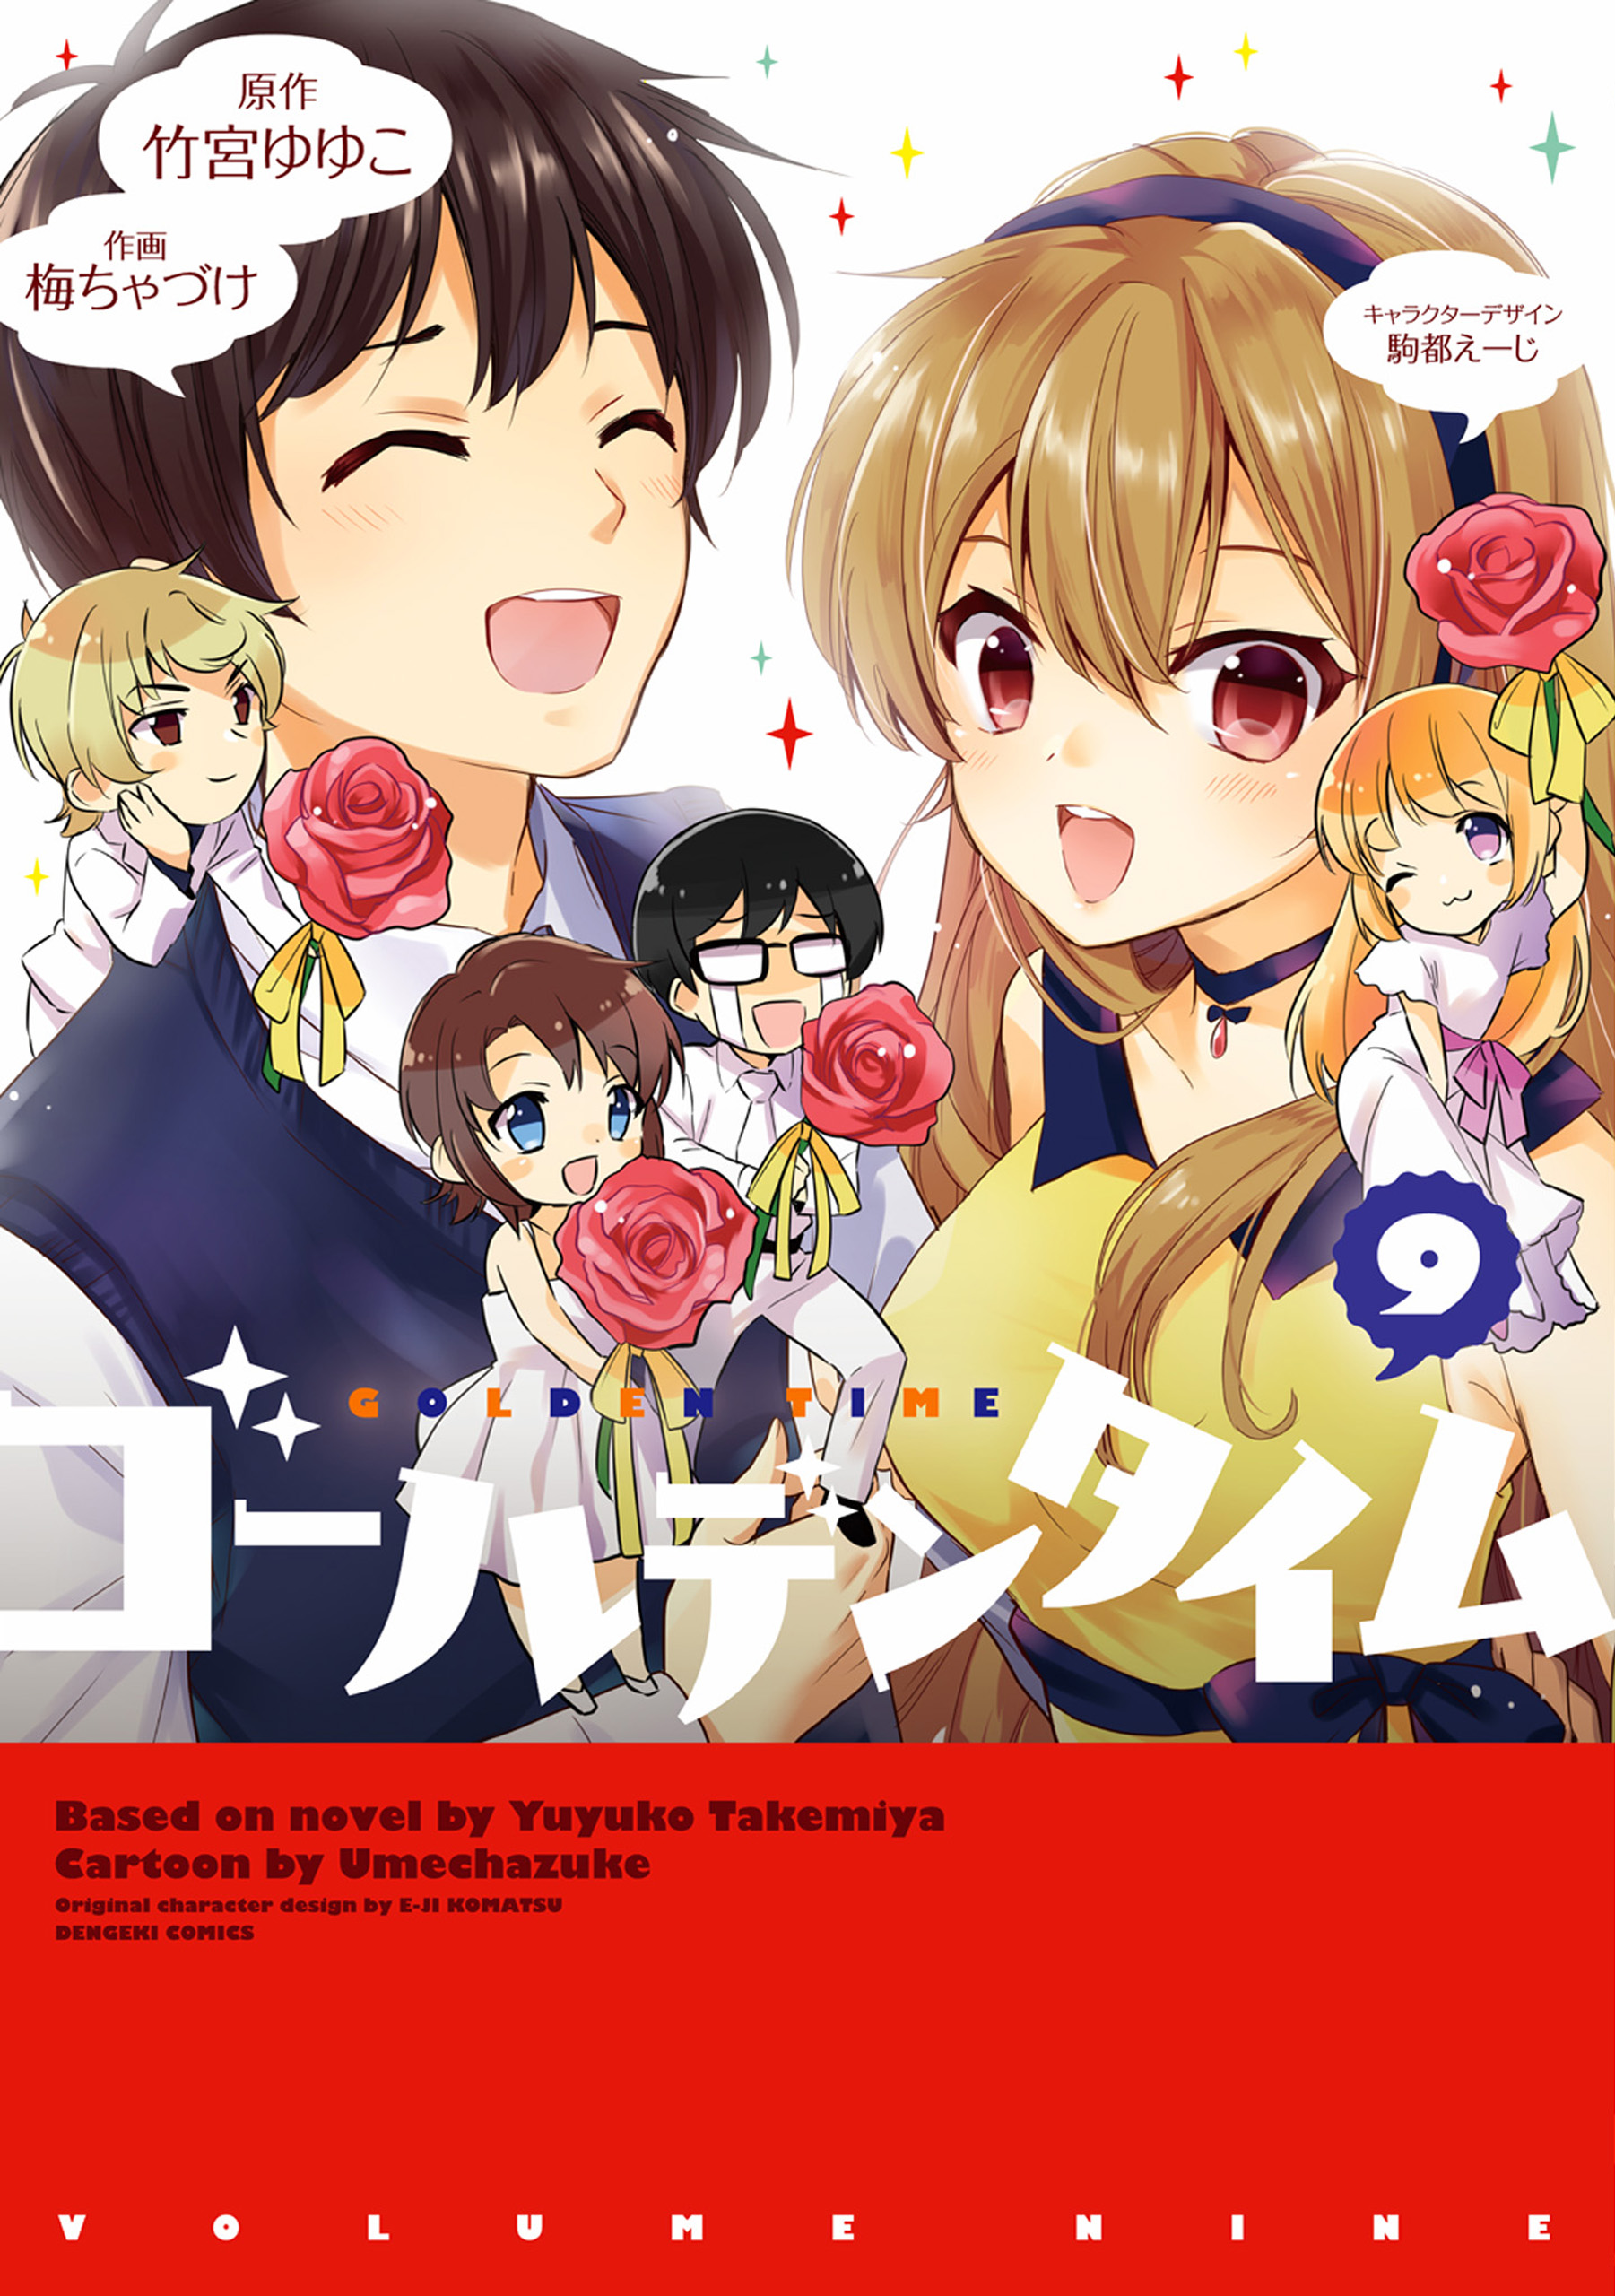 原作
竹宮ゆゆこ
作画
梅ちゃづけ
キャラクターデザイン
駒都えーじ
9
GOLDEN TIME
ゴールデンタイム
Based on novel by Yuyuko Takemiya
Cartoon by Umechazuke
Original character design by E-JI KOMATSU
DENGEKI COMICS
VOLUME NINE